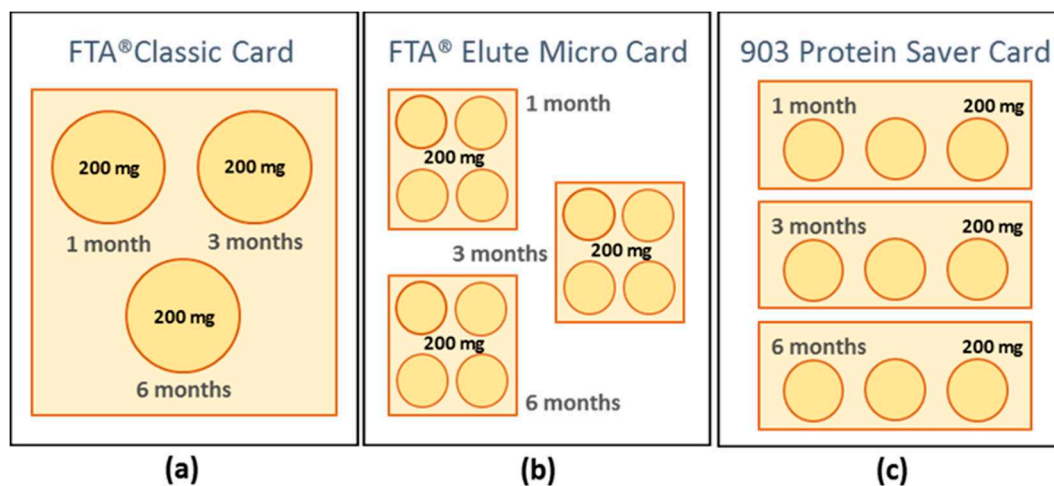 FTA®Classic Card
200 mg
200 mg
1 month
3 months
200 mg
6 months
(a)
FTA® Elute Micro Card
1 month
200 mg
3 months
200 mg
200 mg
6 months
(b)
903 Protein Saver Card
1 month
200 mg
3 months
200 mg
6 months
200 mg
(c)